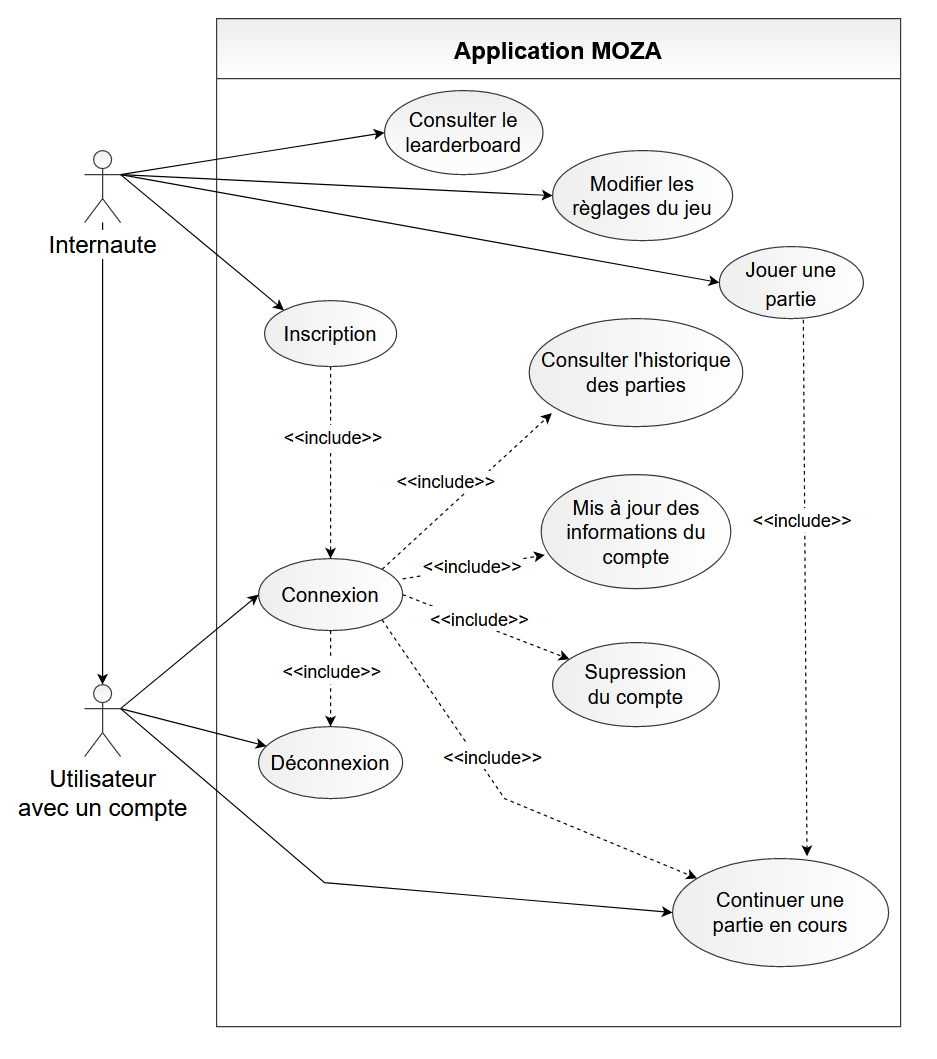 Application MOZA
Consulter le
learderboard
Modifier les
règlages du jeu
Internaute
Jouer une
partie
Inscription
Consulter l'historique
des parties
<<include>>
<<include>>
Mis à jour des
informations du
compte
<<include>>
<<include>>
Connexion
<<include>>
<<include>>
Supression
du compte
Utilisateur
avec un compte
Déconnexion
<<include>>
Continuer une
partie en cours